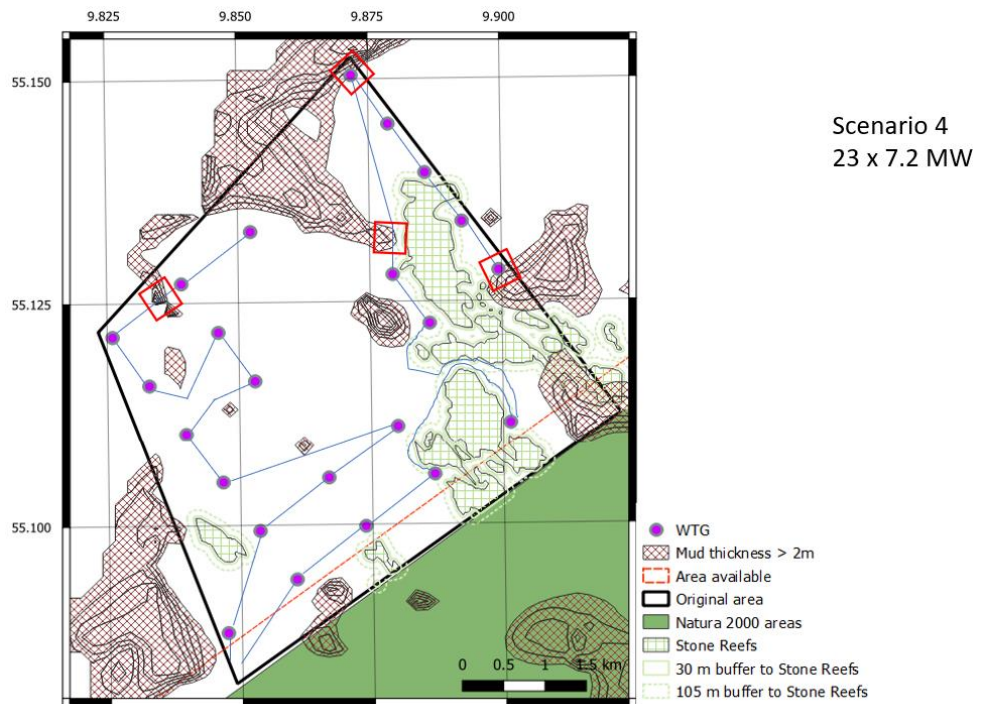 9.825 9.850 9.875 9.900
55.150
55.125
55.100
Scenario 4
23 x 7.2 MW
WTG
Mud thickness > 2m
Area available
Original area
Natura 2000 areas
Stone Reefs
30 m buffer to Stone Reefs
105 m buffer to Stone Reefs
0 0.5 1 1.5 km